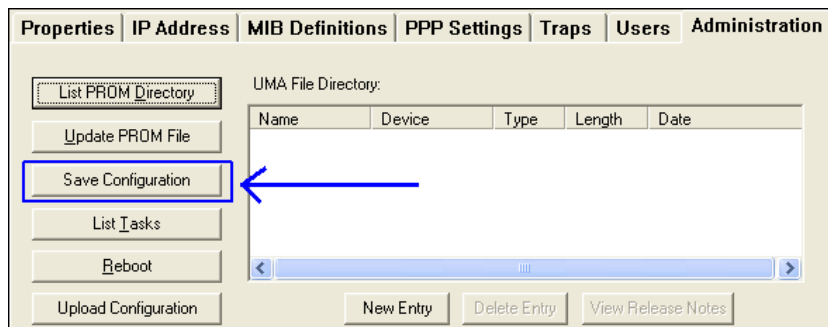 Properties IP Address MIB Definitions PPP Settings Traps Users Administration
List PROM Directory
Update PROM File
Save Configuration
List Tasks
Reboot
Upload Configuration
UMA File Directory:
Name Device Type Length Date
New Entry Delete Entry View Release Notes